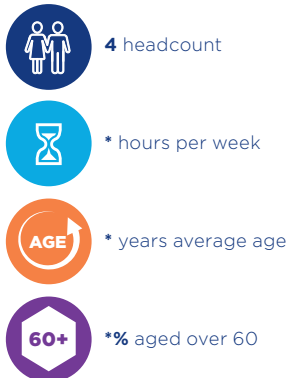 4 headcount
* hours per week
AGE
* years average age
60+
*% aged over 60